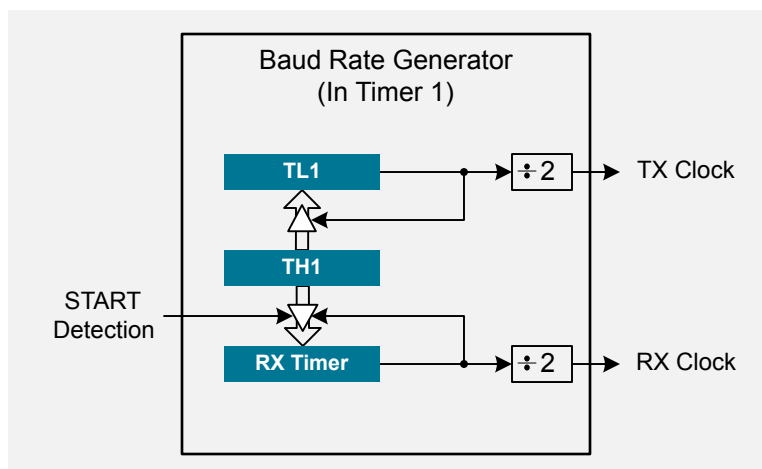 Baud Rate Generator
(In Timer 1)
TL1
÷2
TX Clock
TH1
START
Detection
RX Timer
÷2
RX Clock